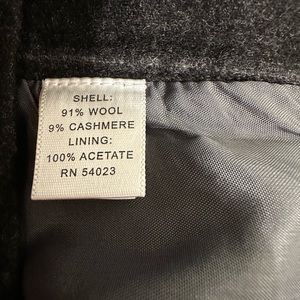 SHELL:
91% WOOL
9% CASHMERE
LINING:
100% ACETATE
RN 54023